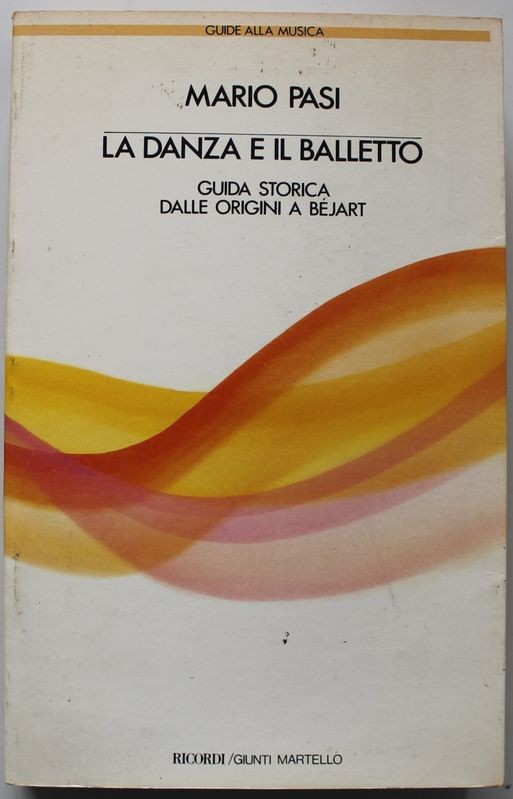 GUIDE ALLA MUSICA
MARIO PASI
LA DANZA E IL BALLETTO
GUIDA STORICA
DALLE ORIGINI A BÉJART
RICORDI/GIUNTI MARTELLO